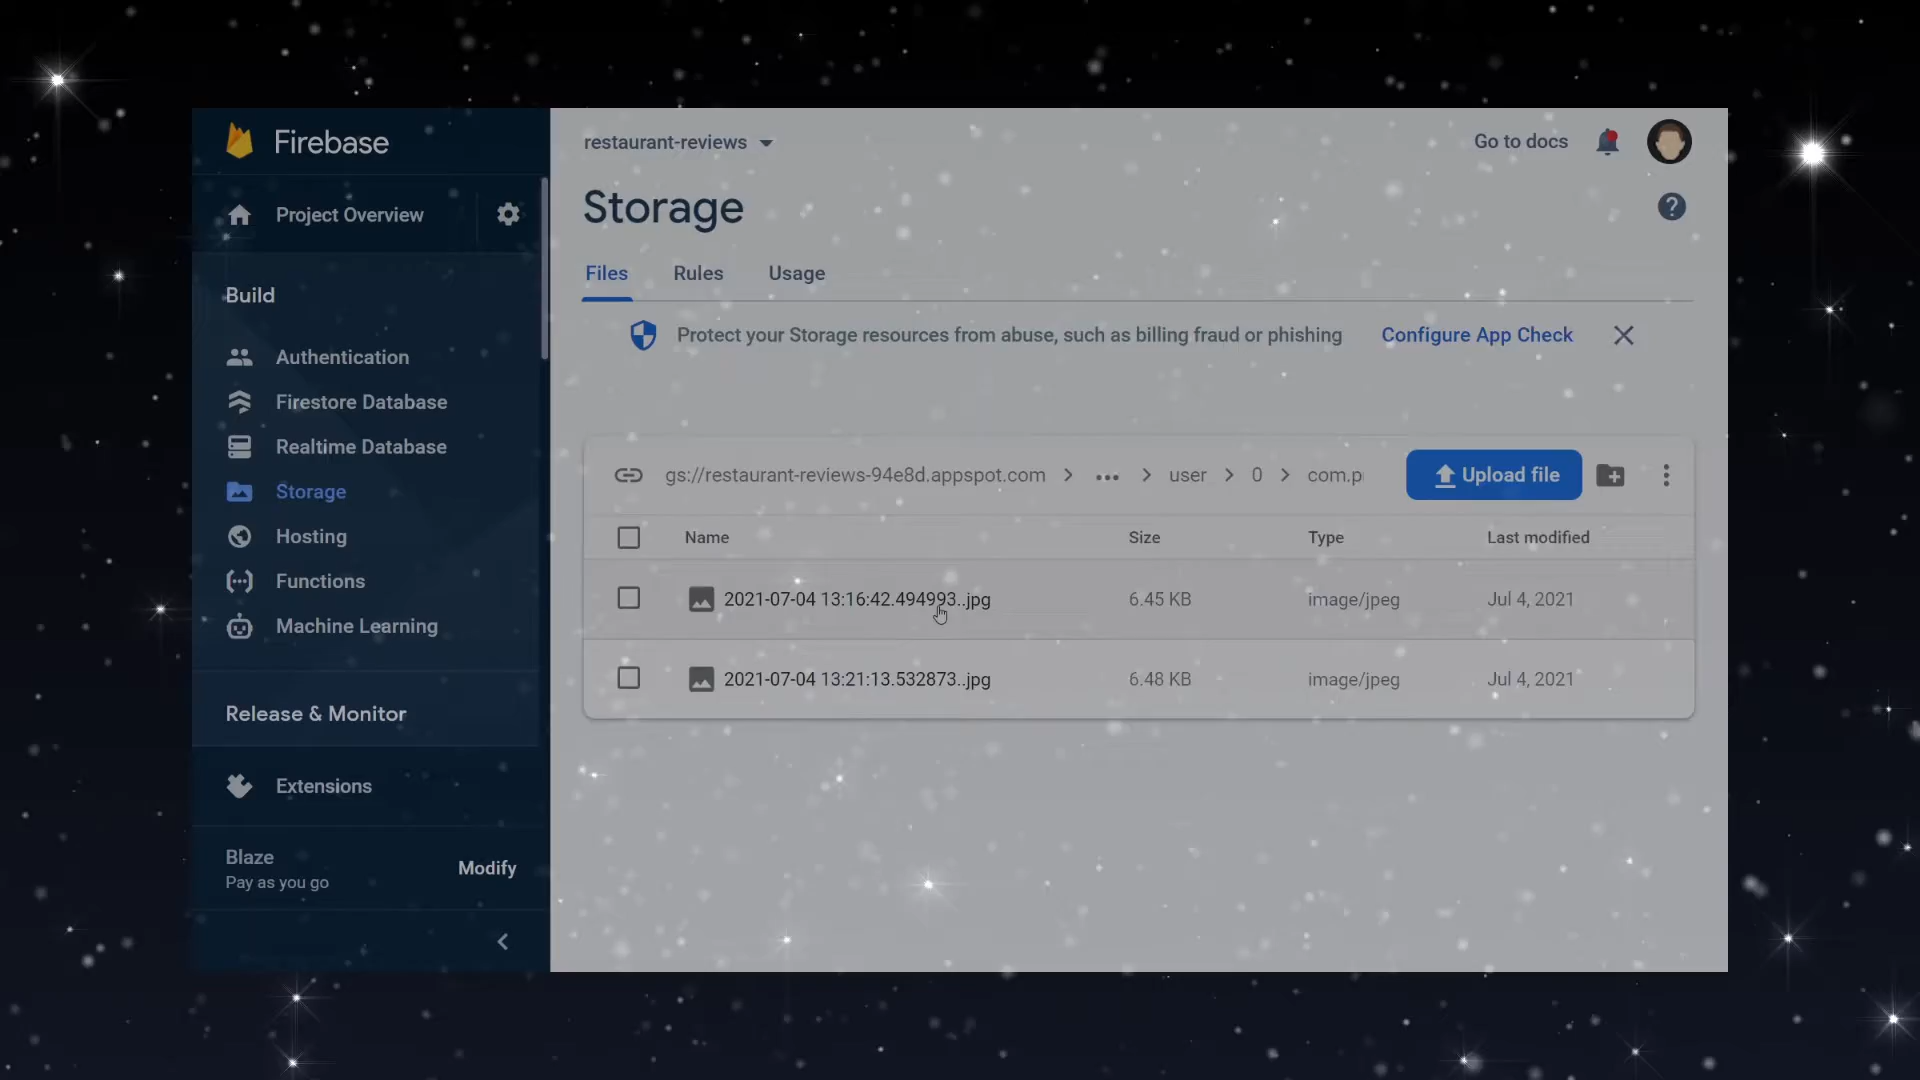 Firebase
Project Overview
Build
Authentication
Firestore Database
Realtime Database
Storage
Hosting
Functions
Machine Learning
Release & Monitor
Extensions
Blaze
Pay as you go
Modify
restaurant-reviews
Go to docs
Storage
Files Rules Usage
Protect your Storage resources from abuse, such as billing fraud or phishing Configure App Check
gs://restaurant-reviews-94e8d.appspot.com > ... > user > 0 > com.p
Upload file
Name Size Type Last modified
2021-07-04 13:16:42.494993..jpg 6.45 KB image/jpeg Jul 4, 2021
2021-07-04 13:21:13.532873..jpg 6.48 KB image/jpeg Jul 4, 2021